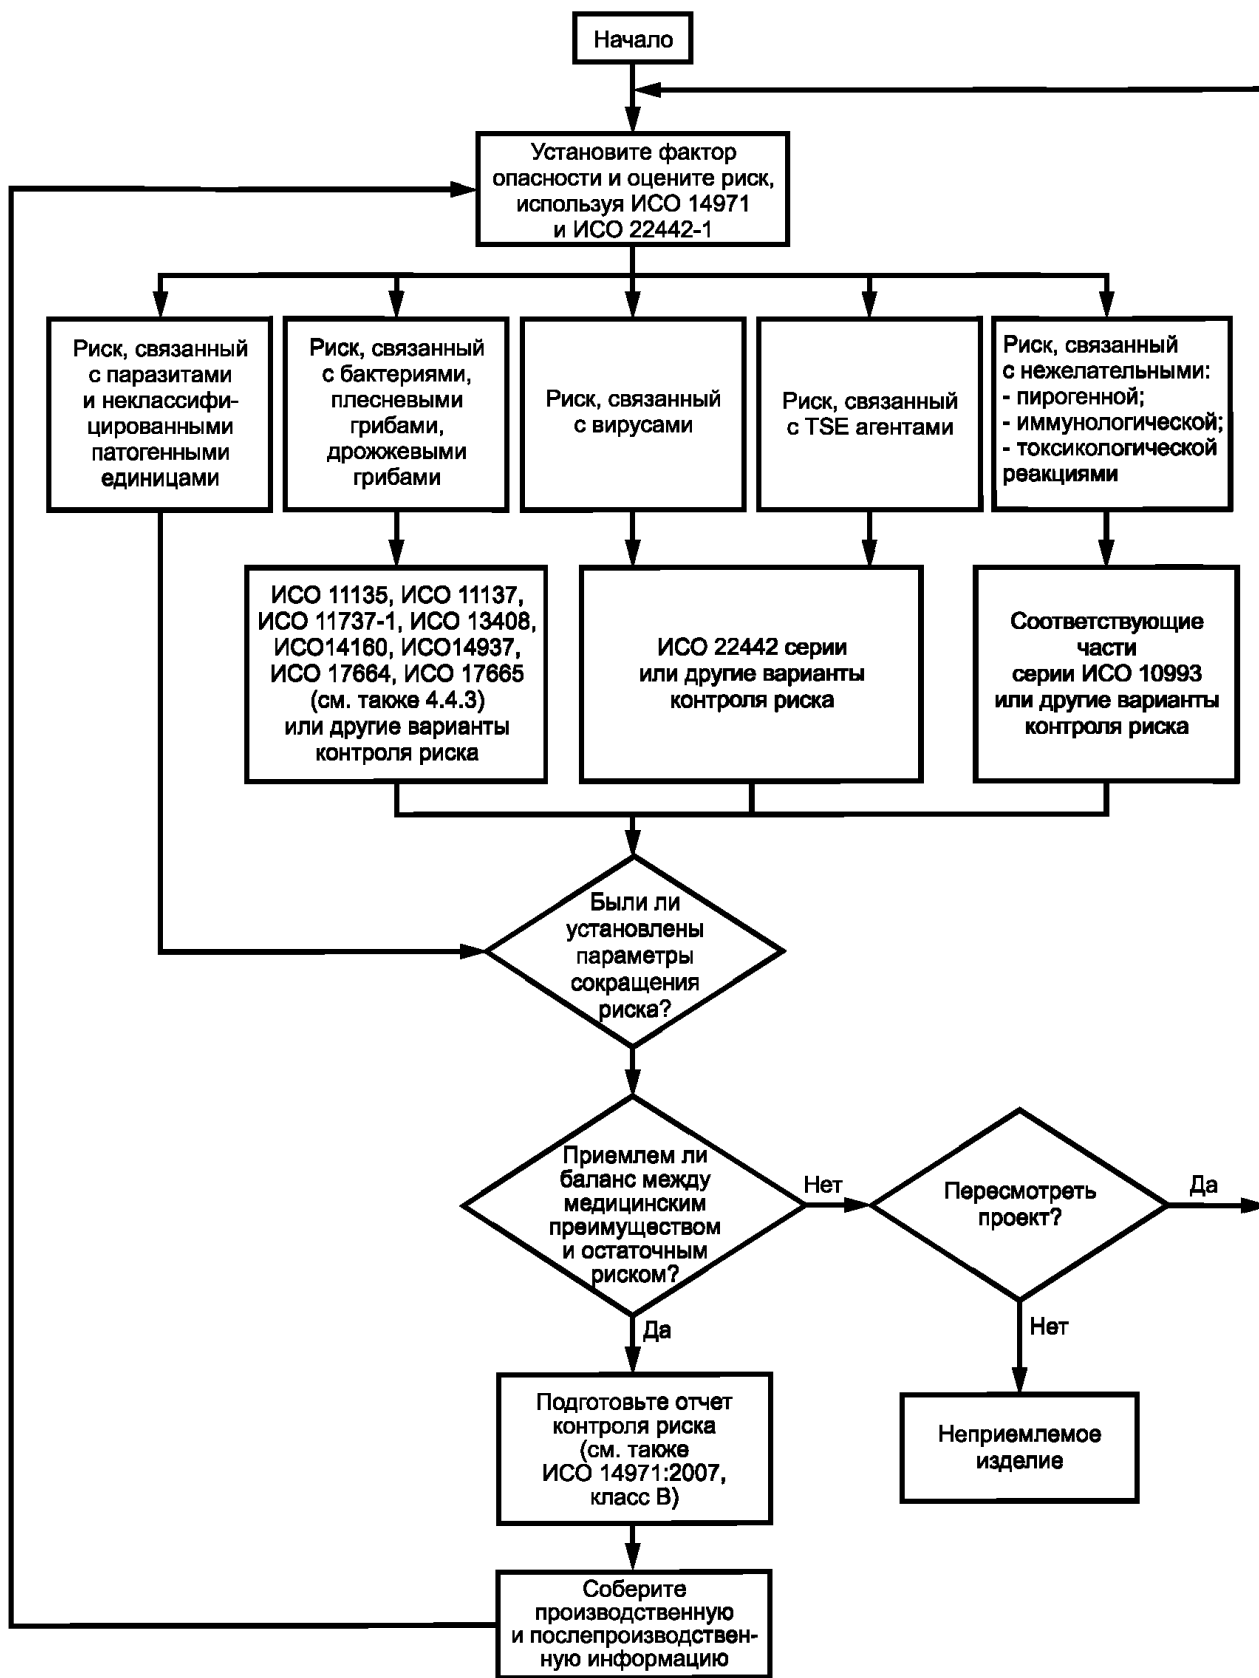 Начало
Установите фактор
опасности и оцените риск,
используя ИСО 14971
и ИСО 22442-1
Риск, связанный
с паразитами
и неклассифи-
цированными
патогенными
единицами
Риск, связанный
с бактериями,
плесневыми
грибами,
дрожжевыми
грибами
Риск, связанный
с вирусами
Риск, связанный
с TSE агентами
Риск, связанный
с нежелательными:
- пирогенной;
- иммунологической;
- токсикологической
реакциями
ИСО 11135, ИСО 11137,
ИСО 11737-1, ИСО 13408,
ИСО14160, ИСО14937,
ИСО 17664, ИСО 17665
(см. также 4.4.3)
или другие варианты
контроля риска
ИСО 22442 серии
или другие варианты
контроля риска
Соответствующие
части
серии ИСО 10993
или другие варианты
контроля риска
Были ли
установлены
параметры
сокращения
риска?
Приемлем ли
баланс между
медицинским
преимуществом
и остаточным
риском?
Нет
Пересмотреть
проект?
Да
Да
Нет
Подготовьте отчет
контроля риска
(см. также
ИСО 14971:2007,
класс В)
Неприемлемое
изделие
Соберите
производственную
и послепроизводствен-
ную информацию